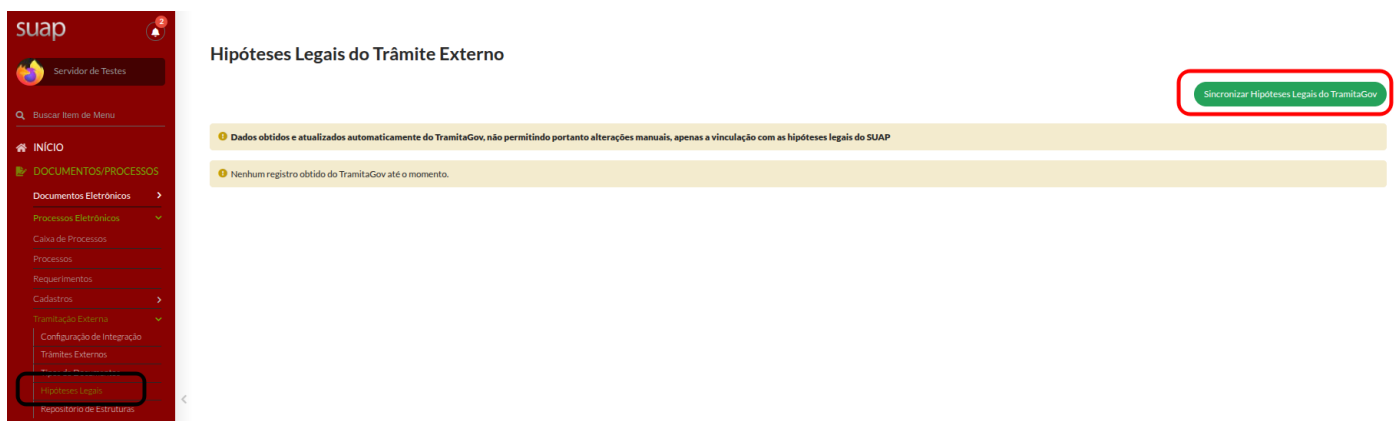 suap
2
Servidor de Testes
Buscar Item de Menu
INÍCIO
DOCUMENTOS/PROCESSOS
Documentos Eletrônicos
Processos Eletrônicos
Caixa de Processos
Processos
Requerimentos
Cadastros
Tramitação Externa
Configuração de Integração
Trâmites Externos
Tipos de Documentos
Hipóteses Legais
Repositório de Estruturas
Hipóteses Legais do Trâmite Externo
Sincronizar Hipóteses Legais do TramitaGov
Dados obtidos e atualizados automaticamente do TramitaGov, não permitindo portanto alterações manuais, apenas a vinculação com as hipóteses legais do SUAP
Nenhum registro obtido do TramitaGov até o momento.